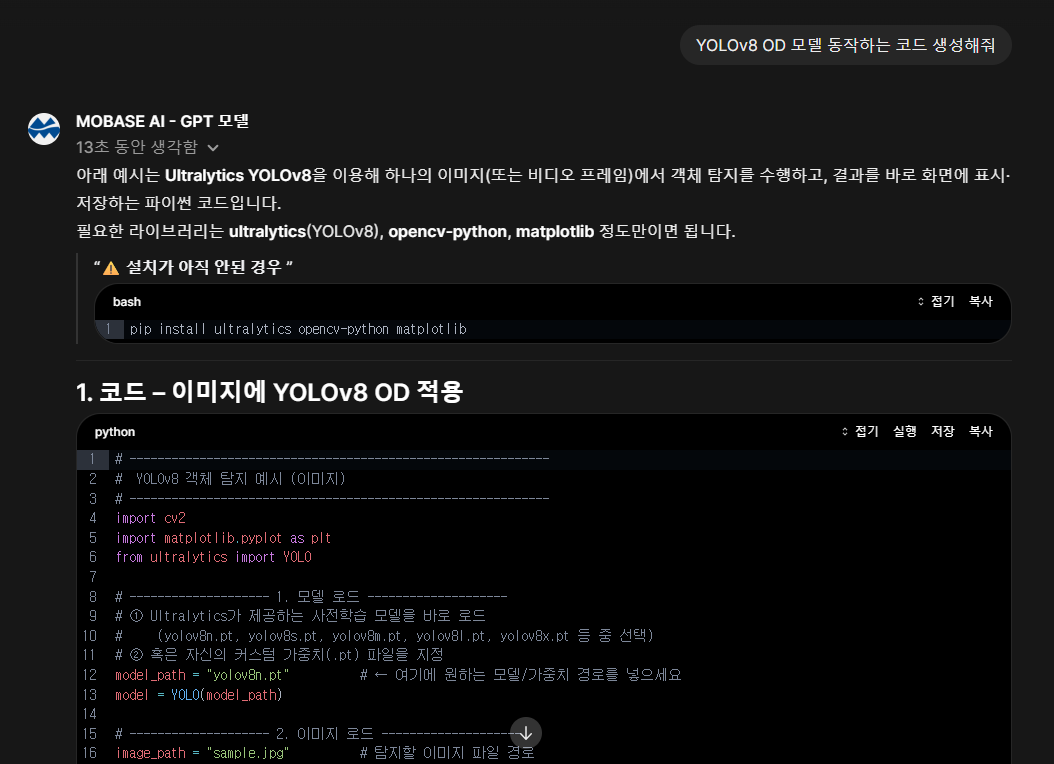 YOLOv8 OD 모델 동작하는 코드 생성해줘
MOBASE AI - GPT 모델
13초 동안 생각함
아래 예시는 Ultralytics YOLOv8을 이용해 하나의 이미지(또는 비디오 프레임)에서 객체 탐지를 수행하고, 결과를 바로 화면에 표시·
저장하는 파이썬 코드입니다.
필요한 라이브러리는 ultralytics(YOLOv8), opencv-python, matplotlib 정도만이면 됩니다.
“⚠️ 설치가 아직 안된 경우 ”
bash 접기 복사
1 pip install ultralytics opencv-python matplotlib
1. 코드 – 이미지에 YOLOv8 OD 적용
python 접기 실행 저장 복사
1 # ------------------------------------------------------------
2 #  YOLOv8 객체 탐지 예시 (이미지)
3 # ------------------------------------------------------------
4 import cv2
5 import matplotlib.pyplot as plt
6 from ultralytics import YOLO
7
8 # -------------------- 1. 모델 로드 --------------------
9 # ① Ultralytics가 제공하는 사전학습 모델을 바로 로드
10 #    (yolov8n.pt, yolov8s.pt, yolov8m.pt, yolov8l.pt, yolov8x.pt 등 중 선택)
11 # ② 혹은 자신의 커스텀 가중치(.pt) 파일을 지정
12 model_path = "yolov8n.pt"          # ← 여기에 원하는 모델/가중치 경로를 넣으세요
13 model = YOLO(model_path)
14
15 # -------------------- 2. 이미지 로드 --------------------
16 image_path = "sample.jpg"          # 탐지할 이미지 파일 경로